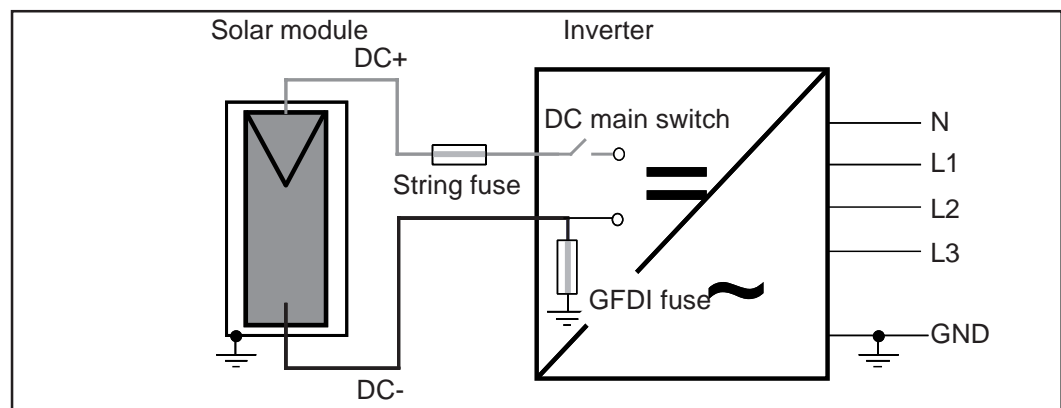 Solar module
Inverter
DC+
DC main switch
N
L1
String fuse
L2
L3
GFDI fuse
GND
DC-